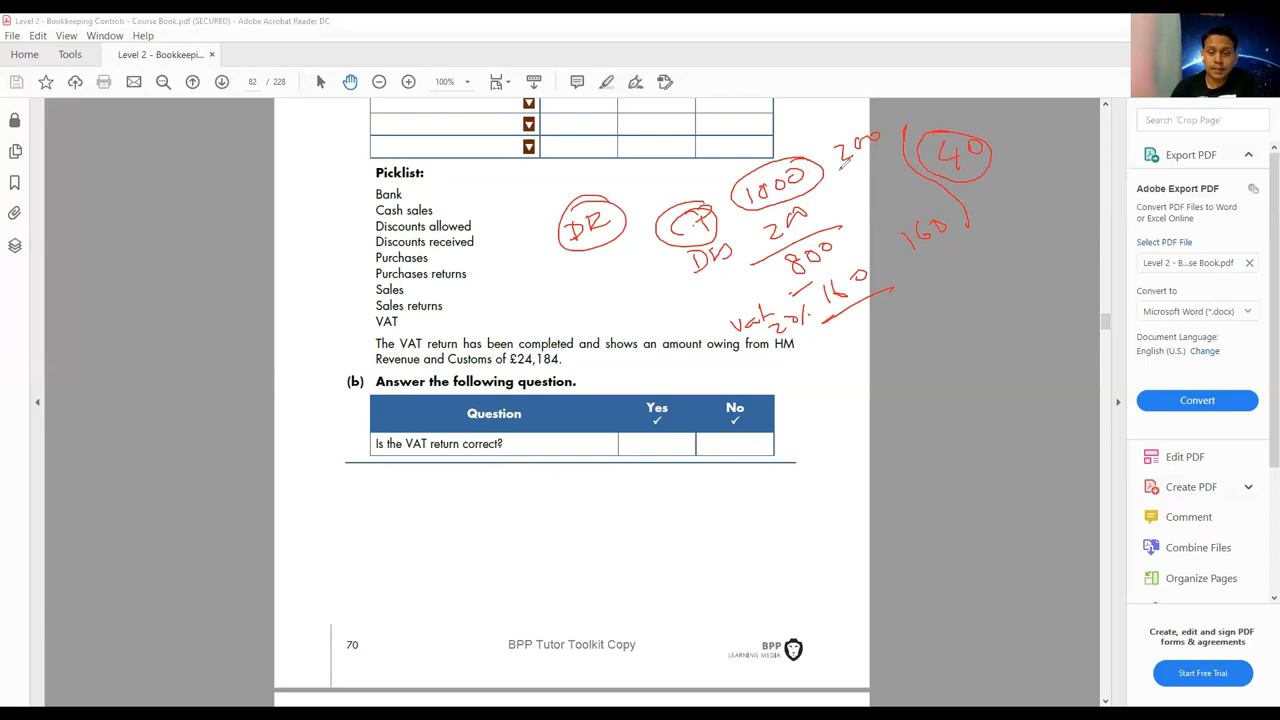 Level 2 - Bookkeeping Controls - Course Book.pdf (SECURED) - Adobe Acrobat Reader DC
File Edit View Window Help
Home Tools Level 2 - Bookkeepi... ×
82 / 228 100%
Search 'Crop Page'
Export PDF
Adobe Export PDF
Convert PDF Files to Word
or Excel Online
Select PDF File
Level 2 - B...se Book.pdf
Convert to
Microsoft Word (*.docx)
Document Language:
English (U.S.) Change
Convert
Edit PDF
Create PDF
Comment
Combine Files
Organize Pages
Create, edit and sign PDF
forms & agreements
Start Free Trial
Picklist:
Bank
Cash sales
Discounts allowed
Discounts received
Purchases
Purchases returns
Sales
Sales returns
VAT
DR
1000
200
200
800
160
vat 20%
40
160
The VAT return has been completed and shows an amount owing from HM
Revenue and Customs of £24,184.
(b) Answer the following question.
Question Yes No
✓ ✓
Is the VAT return correct?
70 BPP Tutor Toolkit Copy BPP
LEARNING MEDIA